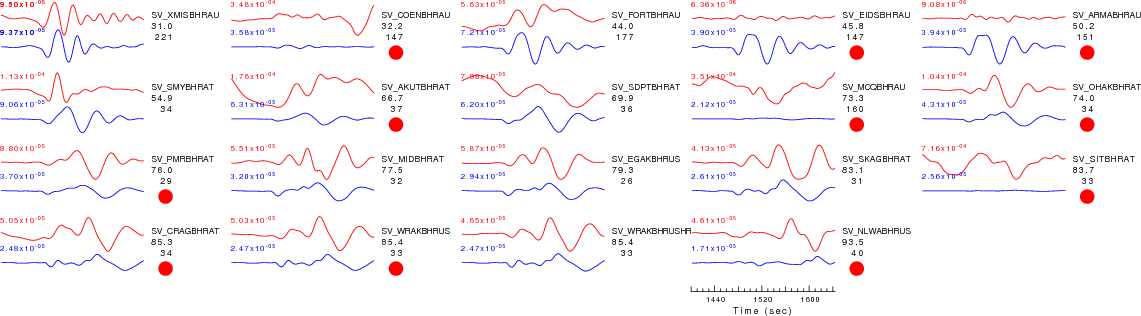 9.50x10-05 SV_XMISBHRAU
31.0
9.37x10-05 221
3.48x10-04 SV_COENBHRAU
32.2
3.58x10-05 147
5.63x10-05 SV_FORTBHRAU
44.0
7.21x10-05 177
6.36x10-06 SV_EIDSBHRAU
45.8
3.90x10-05 147
9.08x10-06 SV_ARMABHRAU
50.2
3.94x10-05 151
1.13x10-04 SV_SMYBHRAT
54.9
9.06x10-05 34
1.76x10-04 SV_AKUTBHRAT
66.7
6.31x10-05 37
7.98x10-05 SV_SDPTBHRAT
69.9
6.20x10-05 36
3.51x10-04 SV_MCQBHRAU
73.3
2.12x10-05 160
1.04x10-04 SV_OHAKBHRAT
74.0
4.31x10-05 34
8.80x10-05 SV_PMRBHRAT
76.0
3.70x10-05 29
5.51x10-05 SV_MIDBHRAT
77.5
3.20x10-05 32
5.87x10-05 SV_EGAKBHRUS
79.3
2.94x10-05 26
4.13x10-05 SV_SKAGBHRAT
83.1
2.61x10-05 31
7.16x10-04 SV_SITBHRAT
83.7
2.56x10-05 33
5.05x10-05 SV_CRAGBHRAT
85.3
2.48x10-05 34
5.03x10-05 SV_WRAKBHRUS
85.4
2.47x10-05 33
4.65x10-05 SV_WRAKBHRUSHR
85.4
2.47x10-05 33
4.61x10-05 SV_NLWABHRUS
93.5
1.71x10-05 40
1440 1520 1600
Time (sec)